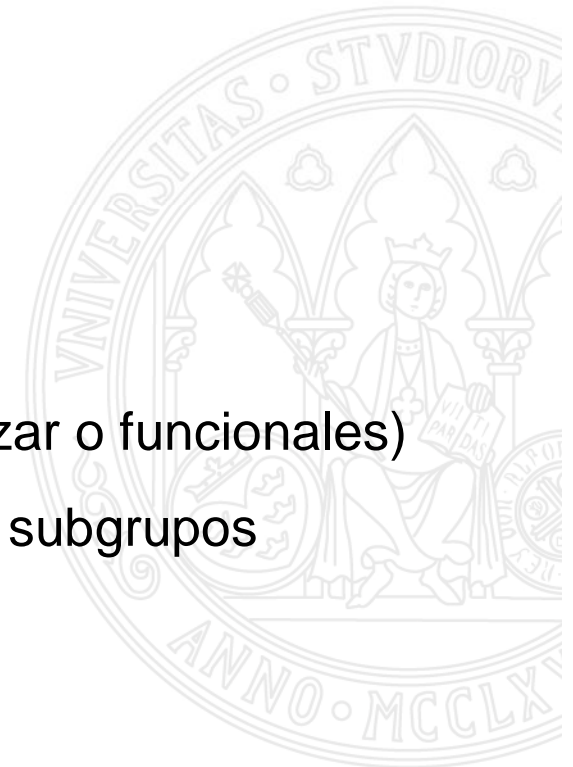 VNIVERSITAS · STVDIORV
zar o funcionales)
subgrupos
ANNO · MCCLX